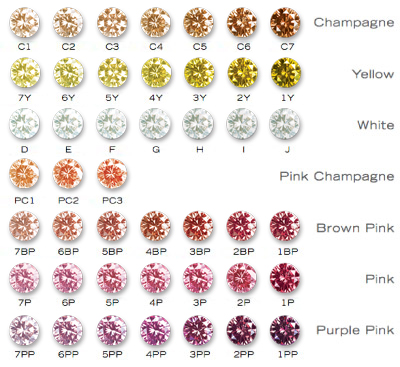 Champagne
C1 C2 C3 C4 C5 C6 C7
Yellow
7Y 6Y 5Y 4Y 3Y 2Y 1Y
White
D E F G H I J
Pink Champagne
PC1 PC2 PC3
Brown Pink
7BP 6BP 5BP 4BP 3BP 2BP 1BP
Pink
7P 6P 5P 4P 3P 2P 1P
Purple Pink
7PP 6PP 5PP 4PP 3PP 2PP 1PP